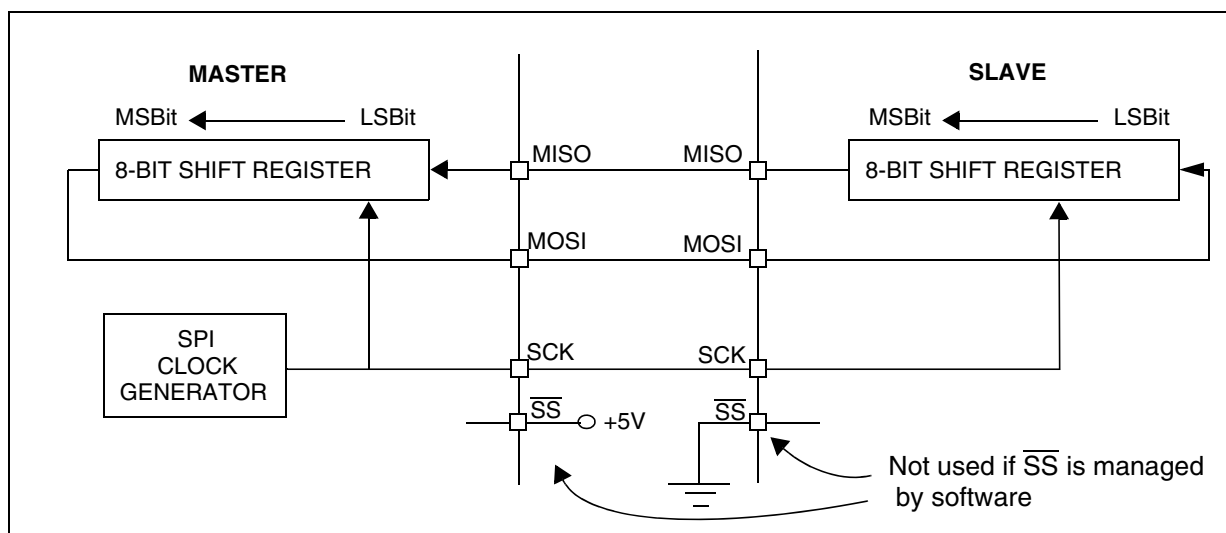 MASTER
SLAVE
MSBit
LSBit
MSBit
LSBit
8-BIT SHIFT REGISTER
MISO
MISO
8-BIT SHIFT REGISTER
MOSI
MOSI
SPI
CLOCK
GENERATOR
SCK
SCK
SS
+5V
SS
Not used if SS is managed
by software